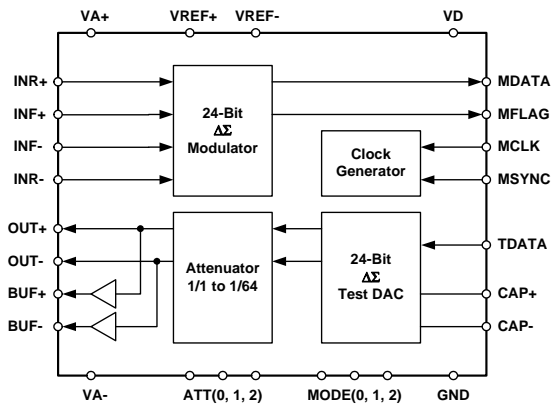 VA+
VREF+
VREF-
VD
INR+
INF+
INF-
INR-
24-Bit
ΔΣ
Modulator
MDATA
MFLAG
MCLK
MSYNC
Clock
Generator
OUT+
OUT-
BUF+
BUF-
Attenuator
1/1 to 1/64
24-Bit
ΔΣ
Test DAC
TDATA
CAP+
CAP-
VA-
ATT(0, 1, 2)
MODE(0, 1, 2)
GND